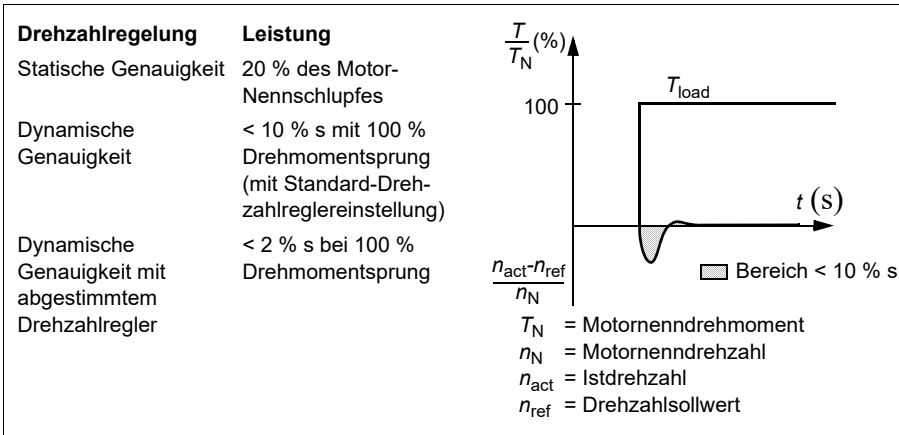 Drehzahlregelung Leistung
Statische Genauigkeit 20 % des Motor-
Nennschlupfes
Dynamische < 10 % s mit 100 %
Genauigkeit Drehmomentsprung
(mit Standard-Dreh-
zahlreglereinstellung)
Dynamische < 2 % s bei 100 %
Genauigkeit mit Drehmomentsprung
abgestimmtem
Drehzahlregler
T
T_N (%)
100
T_load
t (s)
n_act-n_ref
n_N
Bereich < 10 % s
T_N = Motornenndrehmoment
n_N = Motornenndrehzahl
n_act = Istdrehzahl
n_ref = Drehzahlsollwert